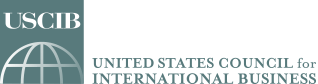 USCIB
UNITED STATES COUNCIL for
INTERNATIONAL BUSINESS